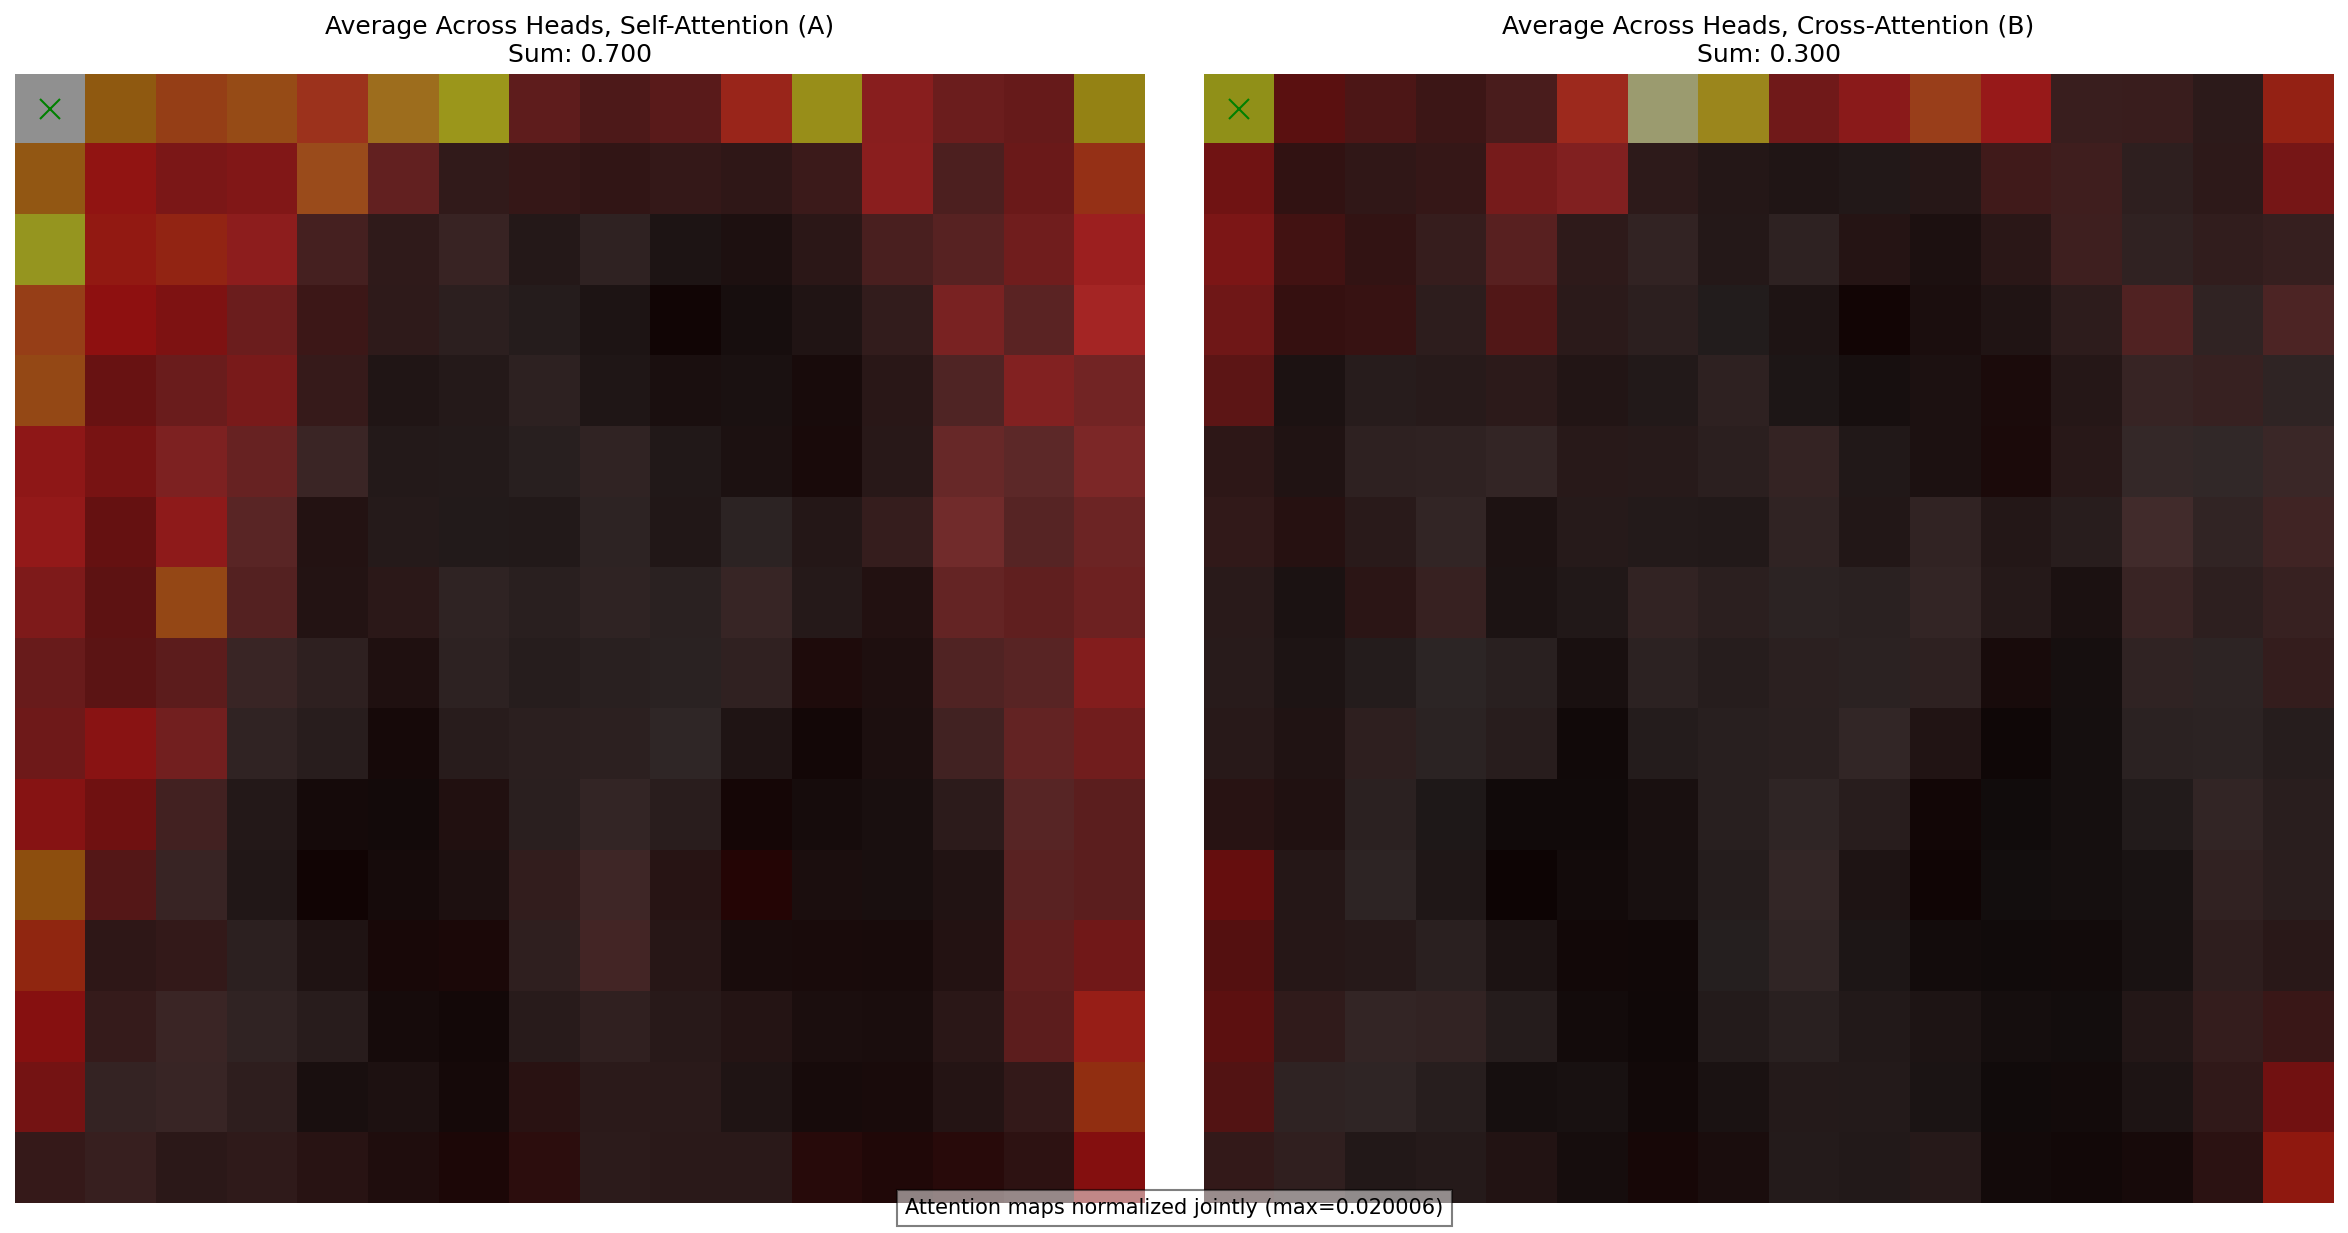 Average Across Heads, Self-Attention (A)
Sum: 0.700
Average Across Heads, Cross-Attention (B)
Sum: 0.300
Attention maps normalized jointly (max=0.020006)